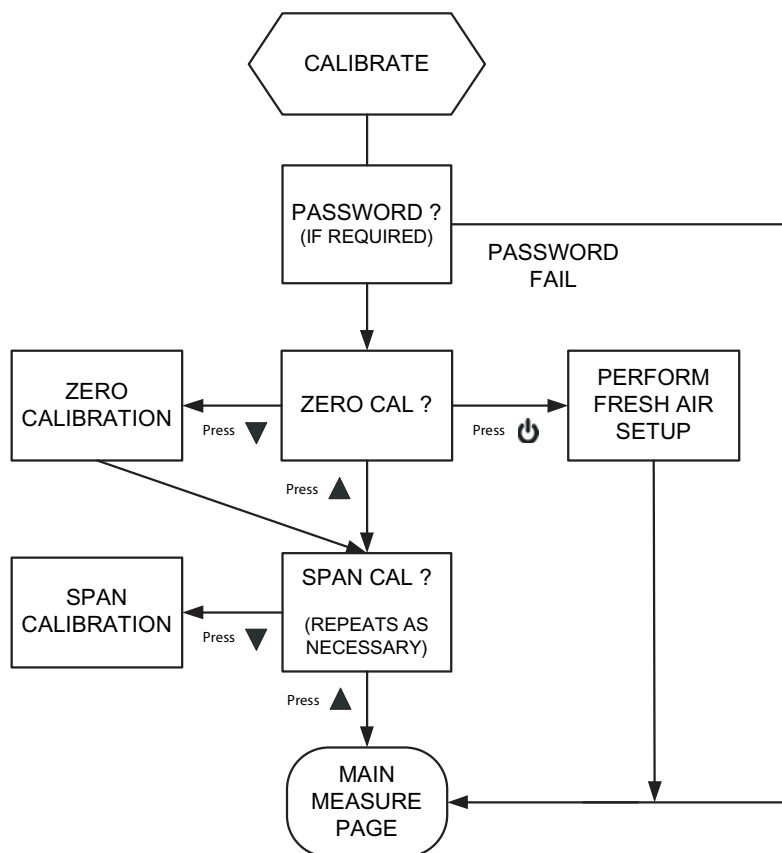 CALIBRATE
PASSWORD ?
(IF REQUIRED)
PASSWORD
FAIL
ZERO
CALIBRATION
Press
ZERO CAL ?
Press
PERFORM
FRESH AIR
SETUP
Press
SPAN
CALIBRATION
Press
SPAN CAL ?
(REPEATS AS
NECESSARY)
Press
MAIN
MEASURE
PAGE